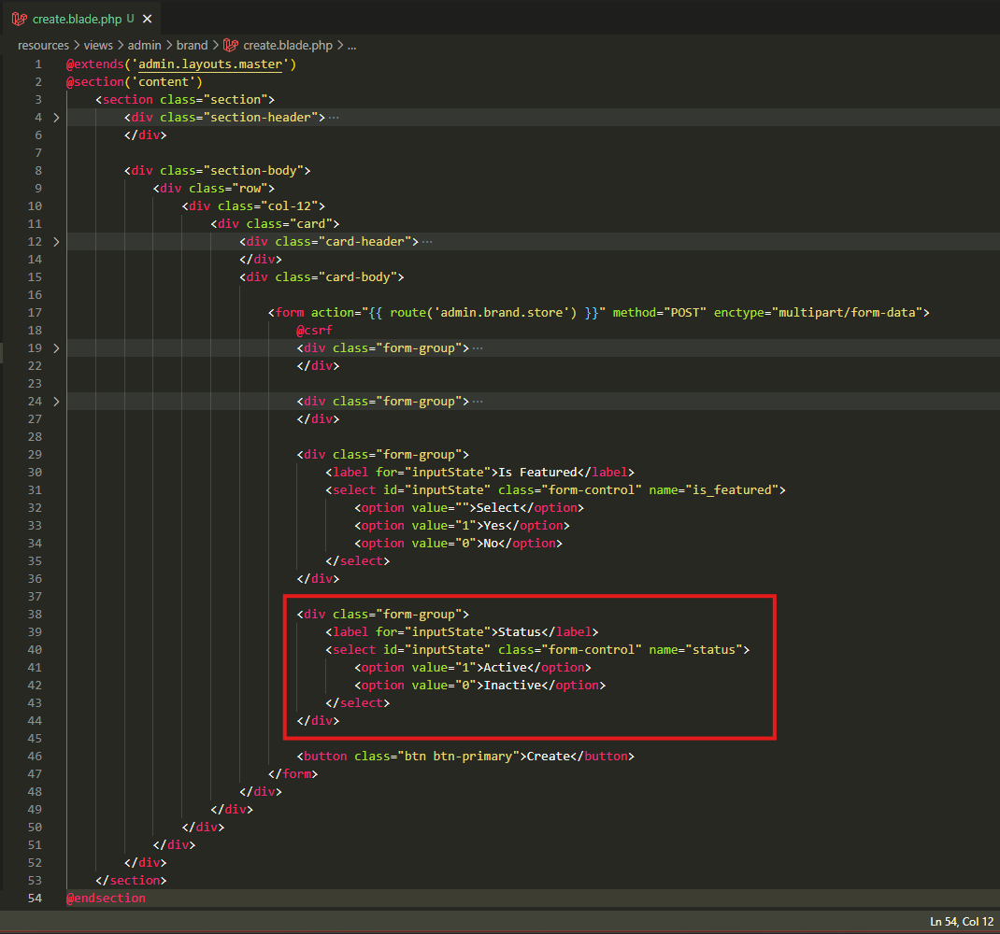 create.blade.php U ×
resources > views > admin > brand > create.blade.php > ...
1 @extends('admin.layouts.master')
2 @section('content')
3 <section class="section">
4 > <div class="section-header">···
6 </div>
7
8 <div class="section-body">
9 <div class="row">
10 <div class="col-12">
11 <div class="card">
12 > <div class="card-header">···
14 </div>
15 <div class="card-body">
16
17 <form action="{{ route('admin.brand.store') }}" method="POST" enctype="multipart/form-data">
18 @csrf
19 > <div class="form-group">···
22 </div>
23
24 > <div class="form-group">···
27 </div>
28
29 <div class="form-group">
30 <label for="inputState">Is Featured</label>
31 <select id="inputState" class="form-control" name="is_featured">
32 <option value="">Select</option>
33 <option value="1">Yes</option>
34 <option value="0">No</option>
35 </select>
36 </div>
37
38 <div class="form-group">
39 <label for="inputState">Status</label>
40 <select id="inputState" class="form-control" name="status">
41 <option value="1">Active</option>
42 <option value="0">Inactive</option>
43 </select>
44 </div>
45
46 <button class="btn btn-primary">Create</button>
47 </form>
48 </div>
49 </div>
50 </div>
51 </div>
52 </div>
53 </section>
54 @endsection
Ln 54, Col 12